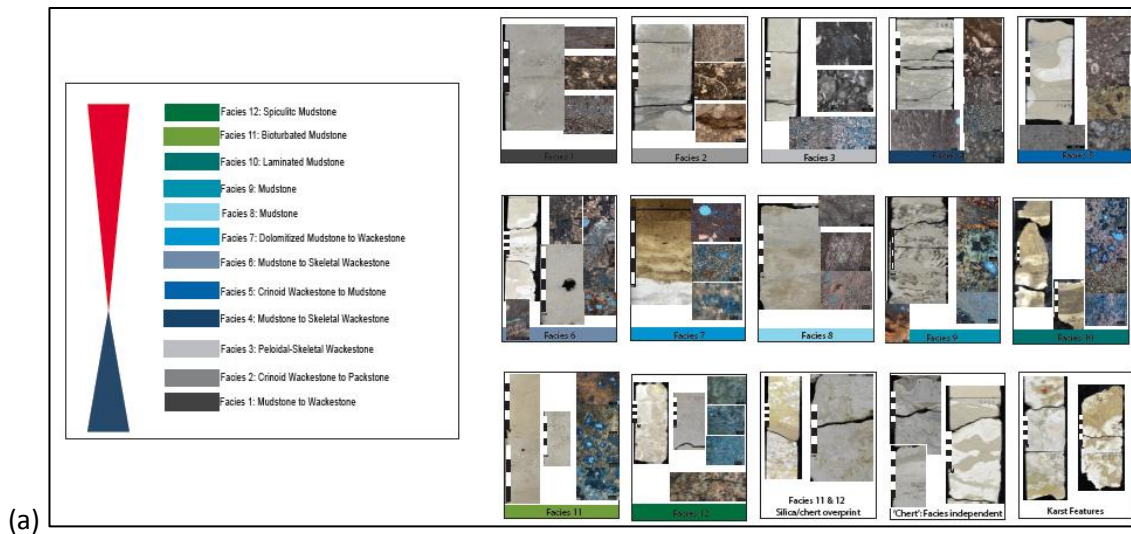 Facies 12: Spiculitc Mudstone
Facies 11: Bioturbated Mudstone
Facies 10: Laminated Mudstone
Facies 9: Mudstone
Facies 8: Mudstone
Facies 7: Dolomitized Mudstone to Wackestone
Facies 6: Mudstone to Skeletal Wackestone
Facies 5: Crinoid Wackestone to Mudstone
Facies 4: Mudstone to Skeletal Wackestone
Facies 3: Peloidal-Skeletal Wackestone
Facies 2: Crinoid Wackestone to Packstone
Facies 1: Mudstone to Wackestone
Facies 1
Facies 2
Facies 3
Facies 4
Facies 5
Facies 6
Facies 7
Facies 8
Facies 9
Facies 10
Facies 11
Facies 12
Facies 11 & 12
Silica/chert overprint
'Chert': Facies independent
Karst Features
(a)